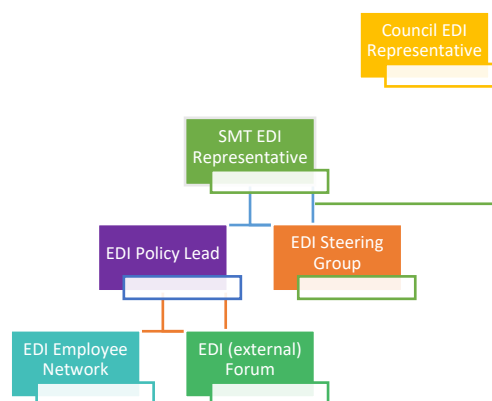 Council EDI
Representative
SMT EDI
Representative
EDI Policy Lead
EDI Steering
Group
EDI Employee
Network
EDI (external)
Forum